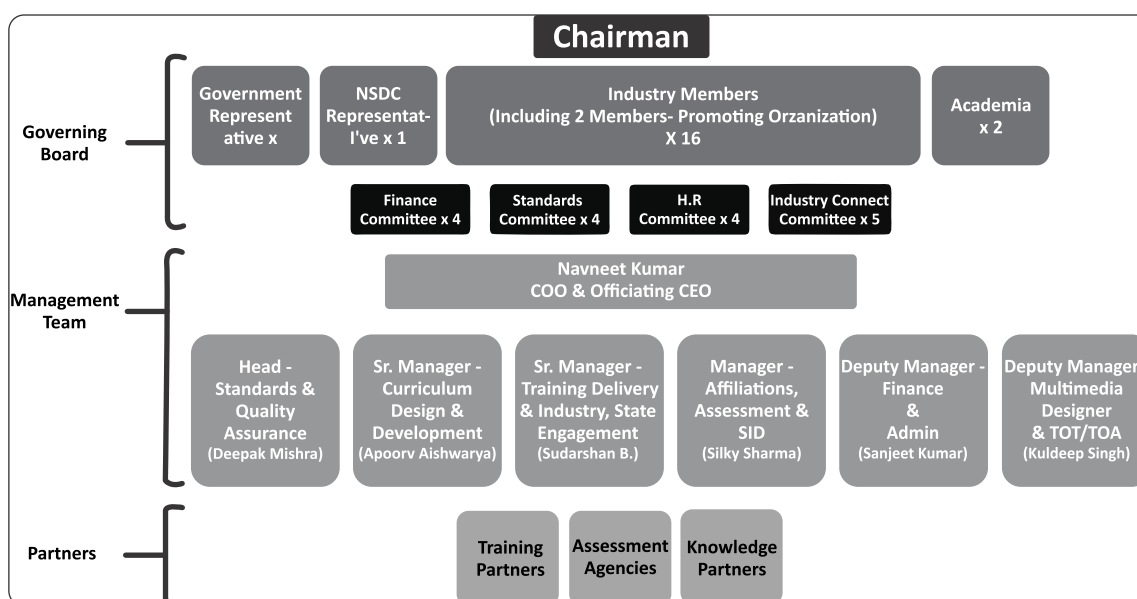 Chairman
Governing
Board
Government
Represent
ative x
NSDC
Representat-
I've x 1
Industry Members
(Including 2 Members- Promoting Orzanization)
X 16
Academia
x 2
Finance
Committee x 4
Standards
Committee x 4
H.R
Committee x 4
Industry Connect
Committee x 5
Management
Team
Navneet Kumar
COO & Officiating CEO
Head -
Standards &
Quality
Assurance
(Deepak Mishra)
Sr. Manager -
Curriculum
Design &
Development
(Apoorv Aishwarya)
Sr. Manager -
Training Delivery
& Industry, State
Engagement
(Sudarshan B.)
Manager -
Affiliations,
Assessment &
SID
(Silky Sharma)
Deputy Manager -
Finance
&
Admin
(Sanjeet Kumar)
Deputy Manager
Multimedia
Designer
& TOT/TOA
(Kuldeep Singh)
Partners
Training
Partners
Assessment
Agencies
Knowledge
Partners